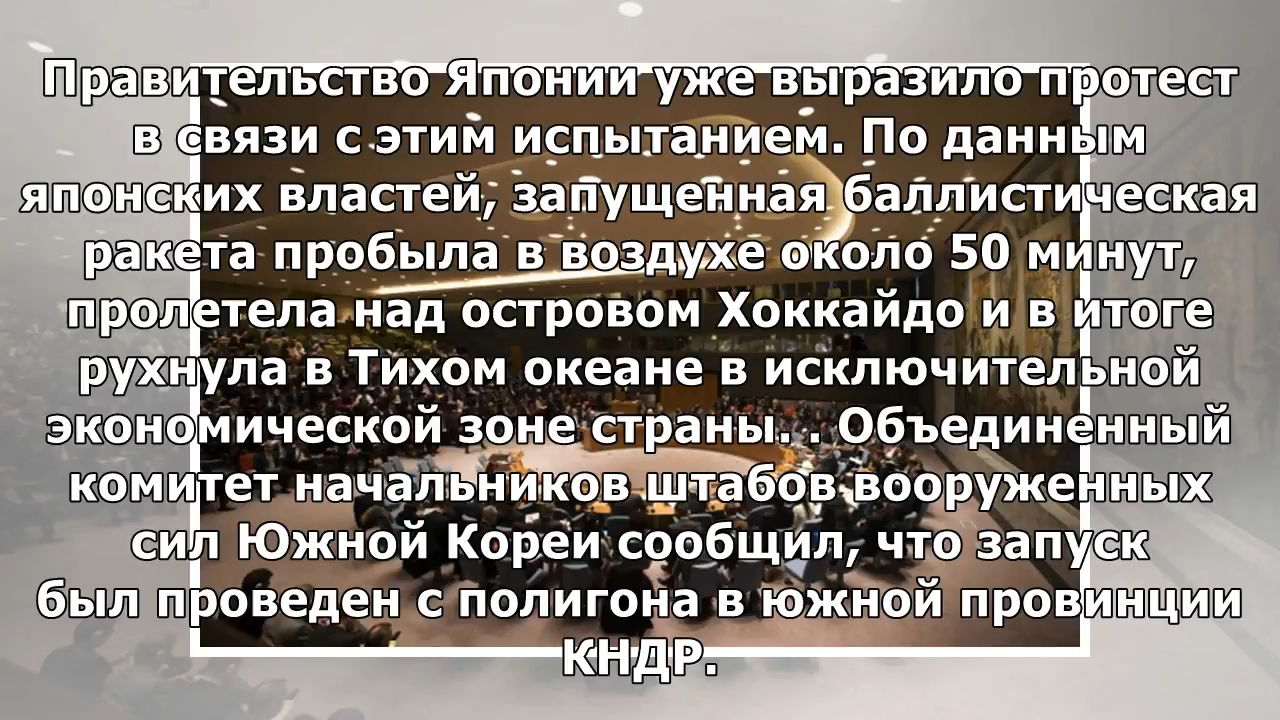 Правительство Японии уже выразило протест
в связи с этим испытанием. По данным
японских властей, запущенная баллистическая
ракета пробыла в воздухе около 50 минут,
пролетела над островом Хоккайдо и в итоге
рухнула в Тихом океане в исключительной
экономической зоне страны. . Объединенный
комитет начальников штабов вооруженных
сил Южной Кореи сообщил, что запуск
был проведен с полигона в южной провинции
КНДР.